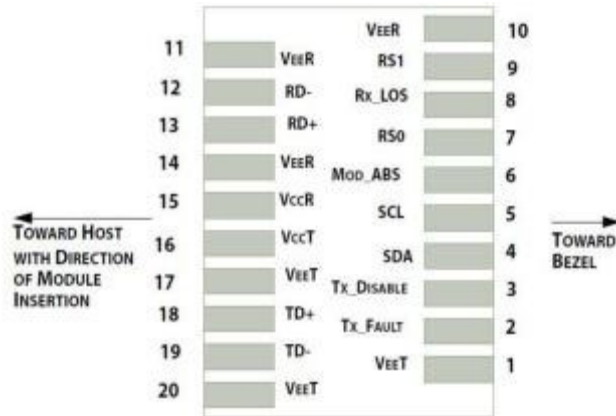 VEER 10
11 VEER
RS1 9
12 RD-
RX_LOS 8
13 RD+
RS0 7
14 VEER
MOD_ABS 6
15 VCCR
SCL 5
16 VCCT
SDA 4
17 VEET
TX_DISABLE 3
18 TD+
TX_FAULT 2
19 TD-
VEET 1
20 VEET
TOWARD HOST
WITH DIRECTION
OF MODULE
INSERTION
TOWARD
BEZEL